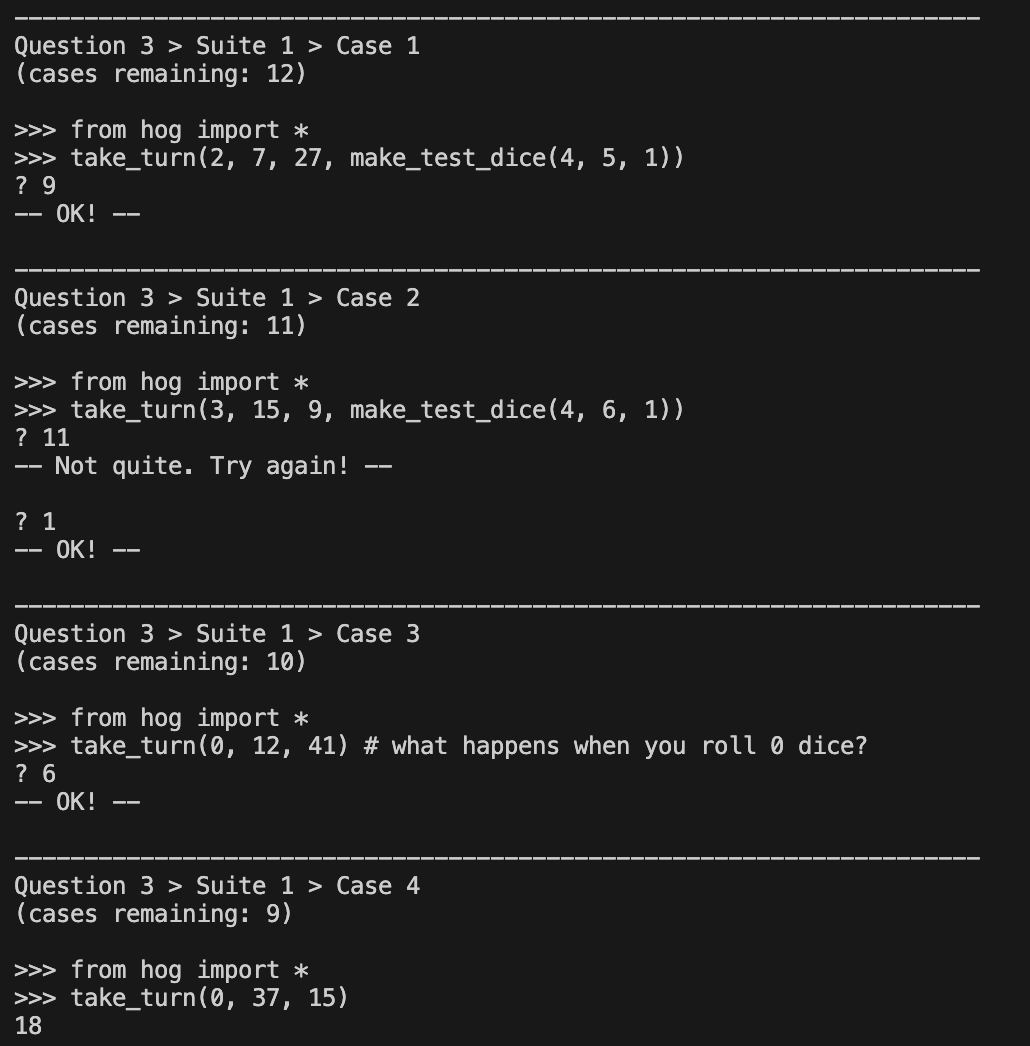 _____________________________________________________________________
Question 3 > Suite 1 > Case 1
(cases remaining: 12)
>>> from hog import *
>>> take_turn(2, 7, 27, make_test_dice(4, 5, 1))
? 9
-- OK! --
_____________________________________________________________________
Question 3 > Suite 1 > Case 2
(cases remaining: 11)
>>> from hog import *
>>> take_turn(3, 15, 9, make_test_dice(4, 6, 1))
? 11
-- Not quite. Try again! --
? 1
-- OK! --
_____________________________________________________________________
Question 3 > Suite 1 > Case 3
(cases remaining: 10)
>>> from hog import *
>>> take_turn(0, 12, 41) # what happens when you roll 0 dice?
? 6
-- OK! --
_____________________________________________________________________
Question 3 > Suite 1 > Case 4
(cases remaining: 9)
>>> from hog import *
>>> take_turn(0, 37, 15)
18